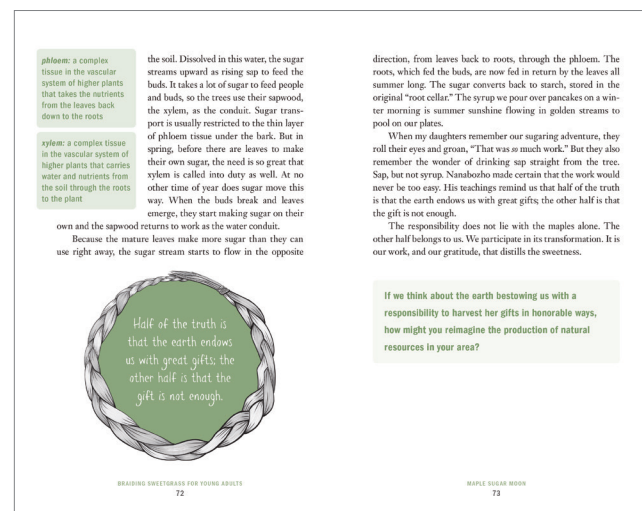 phloem: a complex
tissue in the vascular
system of higher plants
that takes the nutrients
from the leaves back
down to the roots
xylem: a complex tissue
in the vascular system of
higher plants that carries
water and nutrients from
the soil through the roots
to the plant
the soil. Dissolved in this water, the sugar
streams upward as rising sap to feed the
buds. It takes a lot of sugar to feed people
and buds, so the trees use their sapwood,
the xylem, as the conduit. Sugar trans-
port is usually restricted to the thin layer
of phloem tissue under the bark. But in
spring, before there are leaves to make
their own sugar, the need is so great that
xylem is called into duty as well. At no
other time of year does sugar move this
way. When the buds break and leaves
emerge, they start making sugar on their
own and the sapwood returns to work as the water conduit.
Because the mature leaves make more sugar than they can
use right away, the sugar stream starts to flow in the opposite
Half of the truth is
that the earth endows
us with great gifts; the
other half is that the
gift is not enough.
BRAIDING SWEETGRASS FOR YOUNG ADULTS
72
direction, from leaves back to roots, through the phloem. The
roots, which fed the buds, are now fed in return by the leaves all
summer long. The sugar converts back to starch, stored in the
original "root cellar." The syrup we pour over pancakes on a win-
ter morning is summer sunshine flowing in golden streams to
pool on our plates.
When my daughters remember our sugaring adventure, they
roll their eyes and groan, "That was so much work." But they also
remember the wonder of drinking sap straight from the tree.
Sap, but not syrup. Nanabozho made certain that the work would
never be too easy. His teachings remind us that half of the truth
is that the earth endows us with great gifts; the other half is that
the gift is not enough.
The responsibility does not lie with the maples alone. The
other half belongs to us. We participate in its transformation. It is
our work, and our gratitude, that distills the sweetness.
If we think about the earth bestowing us with a
responsibility to harvest her gifts in honorable ways,
how might you reimagine the production of natural
resources in your area?
MAPLE SUGAR MOON
73